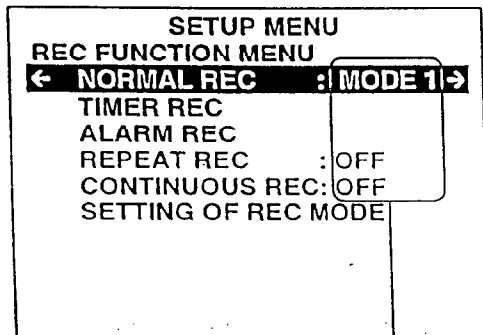 SETUP MENU
REC FUNCTION MENU
← NORMAL REC : MODE 1 →
TIMER REC
ALARM REC
REPEAT REC : OFF
CONTINUOUS REC: OFF
SETTING OF REC MODE